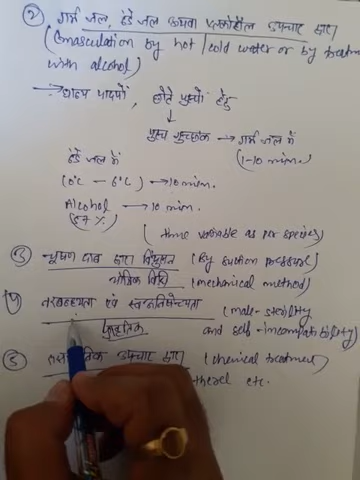 ② गर्म जल, ठंडे जल अथवा एल्कोहॉल उपचार द्वारा
(Emasculation by hot / cold water or by treatment
with alcohol)
→ धान्य पादपों, छोटे पुष्पों हेतु
↓
पुष्प गुच्छक → गर्म जल में
(1-10 min.)
ठंडे जल में
(0°C - 6°C) → 10 min.
Alcohol → 10 min.
(57 %)
(time variable as per species)
③ चूषण दाब द्वारा विपुंसन (By suction pressure)
यांत्रिक विधि (mechanical method)
④ नरबन्ध्यता एवं स्वअनिषेच्यता (male-sterility
प्राकृतिक and self-incompatibility)
⑤ उपचार द्वारा (chemical treatment)
etc.